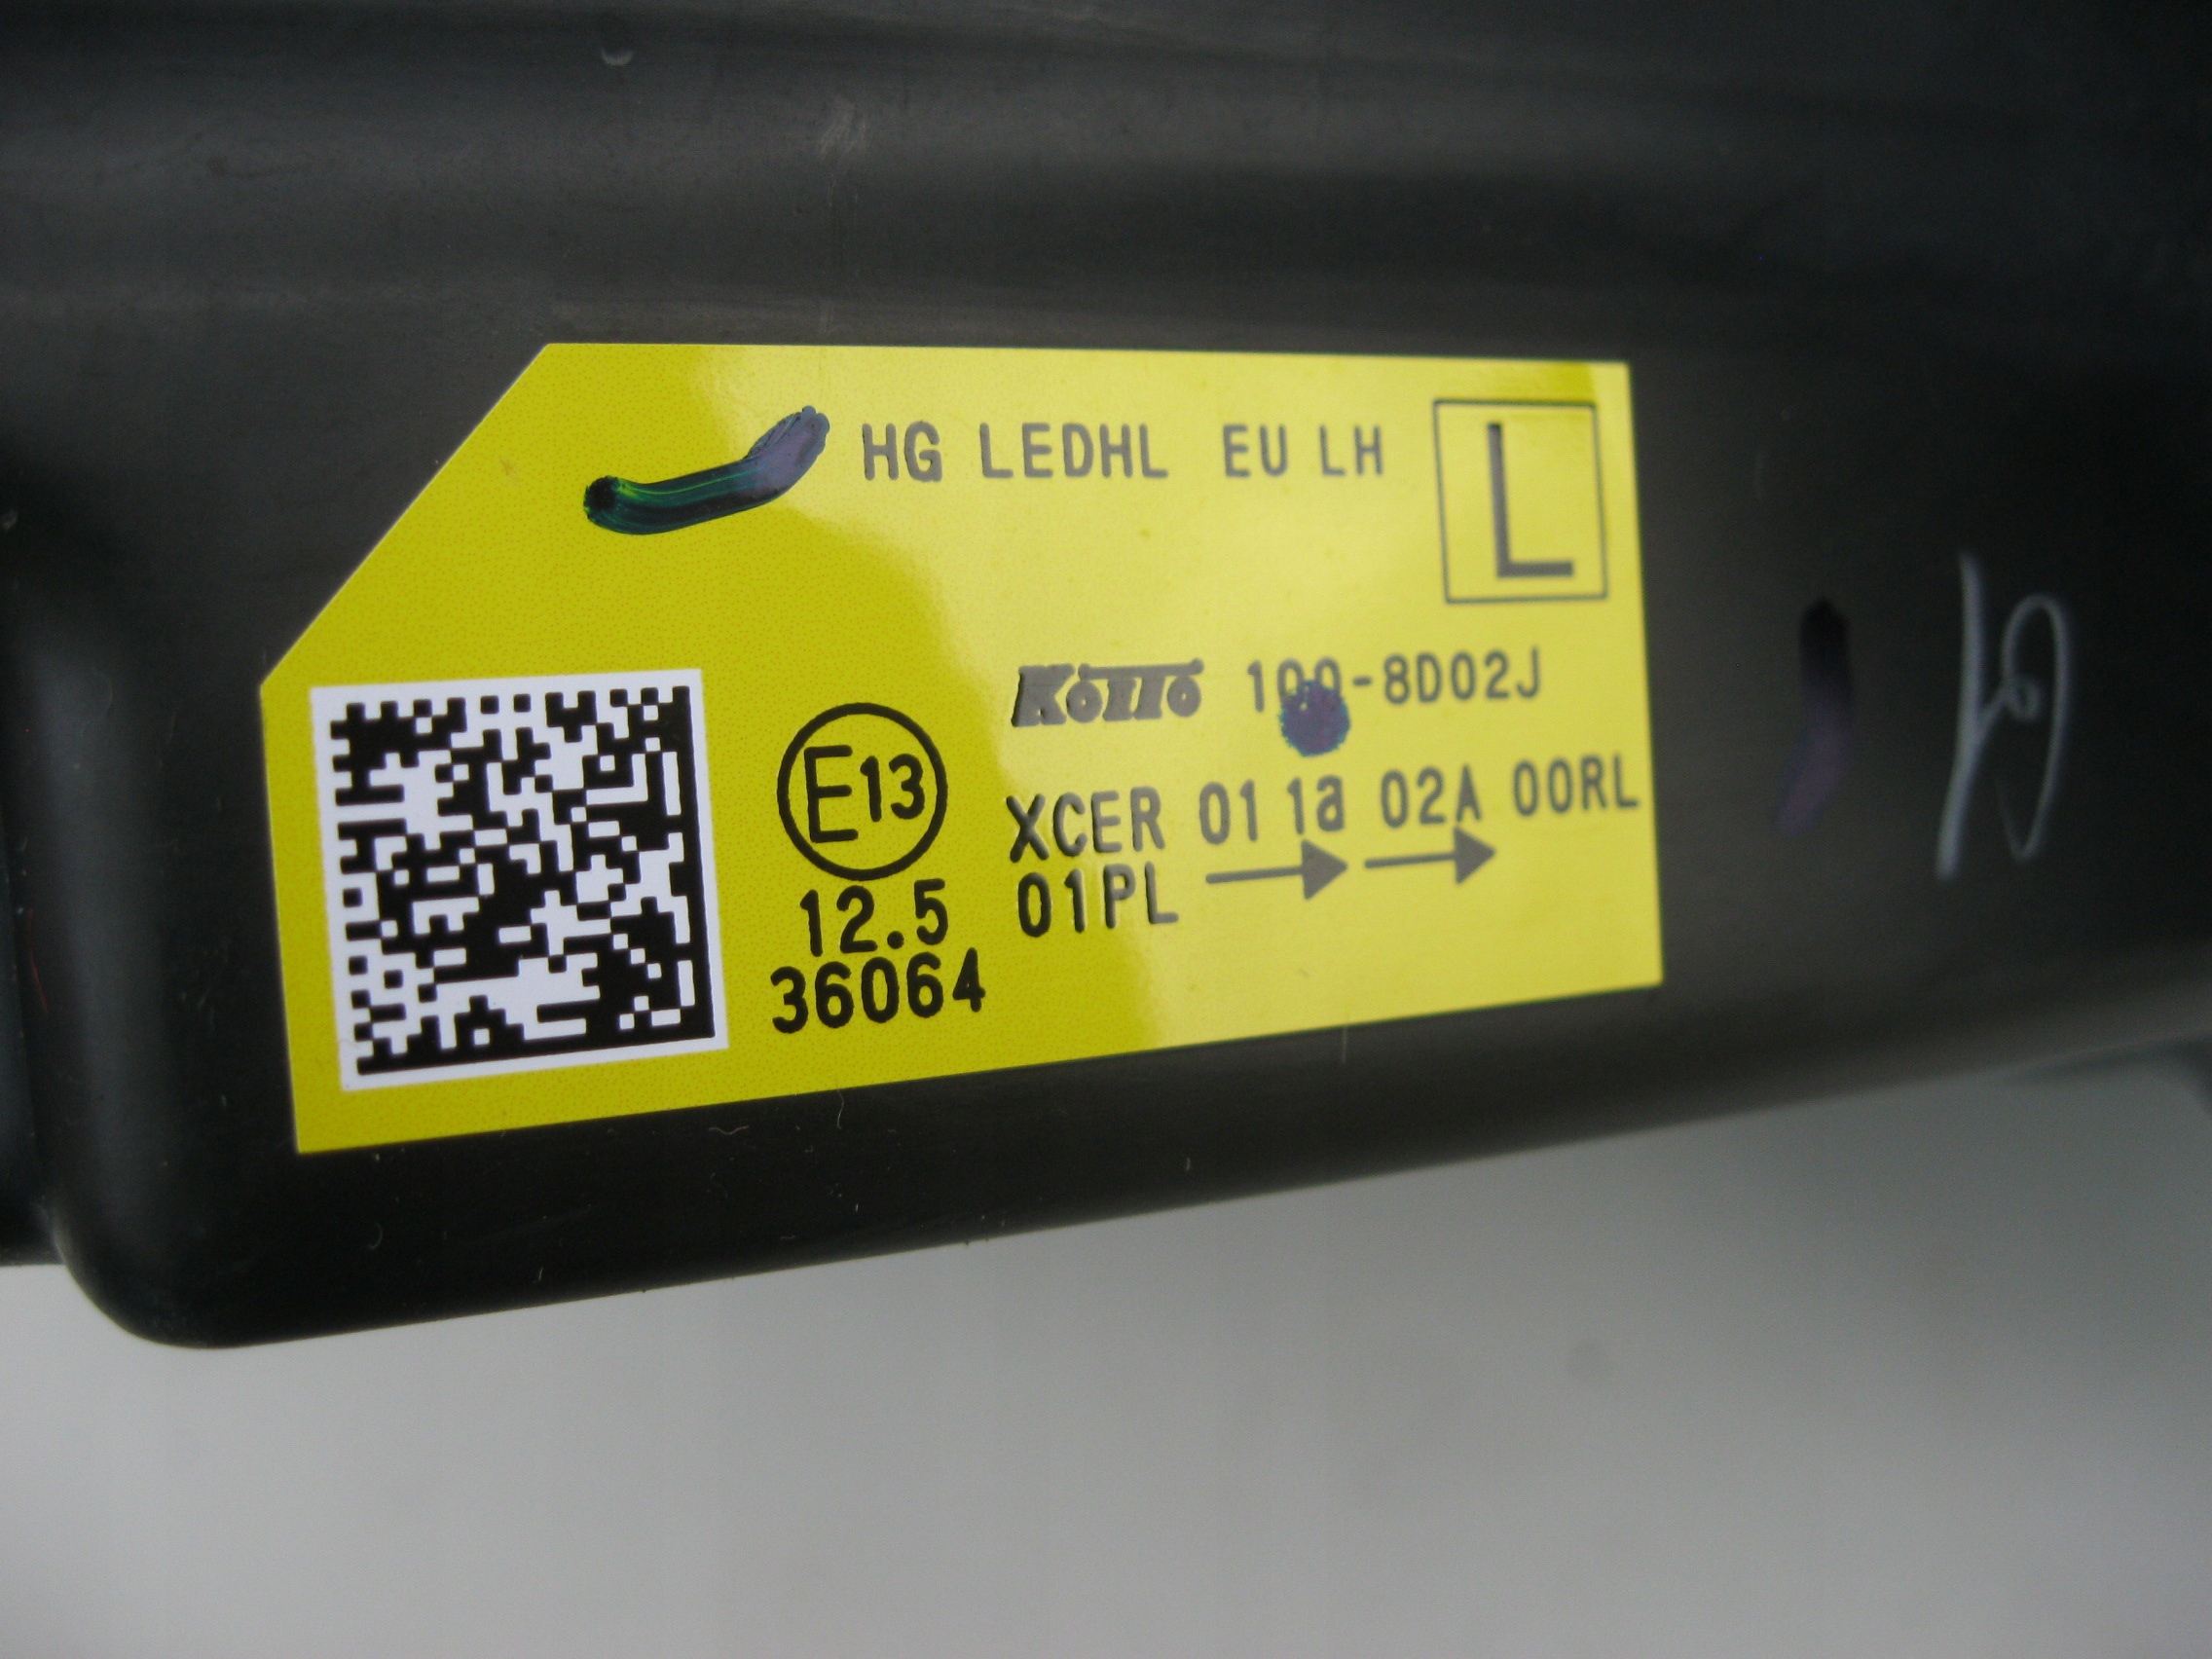 HG LEDHL EU LH
L
KOITO 100-8D02J
E13
XCER 01 1a 02A 00RL
01PL → →
12.5
36064